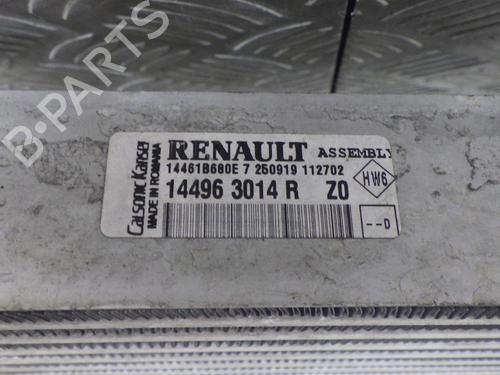 B-PARTS
Calsonic Kansei
MADE IN ROMANIA
RENAULT ASSEMBLY
14461B680E 7 250919 112702
14496 3014 R Z0
HW6
--D